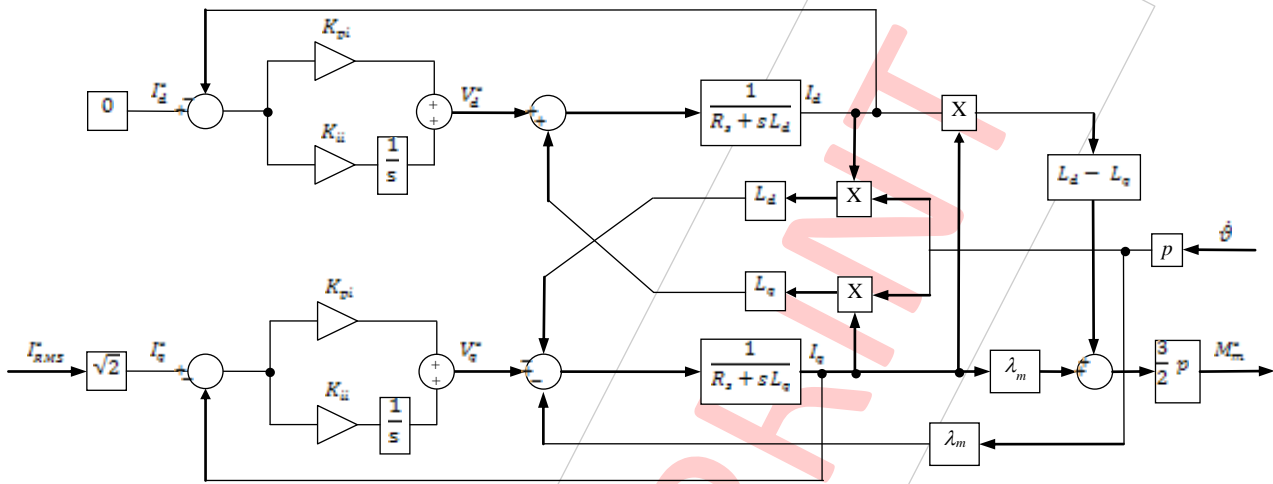 K_pi
0
I_d^*
−
+
K_ii
1/s
+
+
V_d^*
+
+
1/(R_s + sL_d)
I_d
X
L_d − L_q
L_d
X
p
ϑ̇
L_q
X
I_RMS^*
√2
I_q^*
+
−
K_pi
K_ii
1/s
+
+
V_q^*
−
−
1/(R_s + sL_q)
I_q
λ_m
+
+
3/2 p
M_m^*
λ_m
PRINT